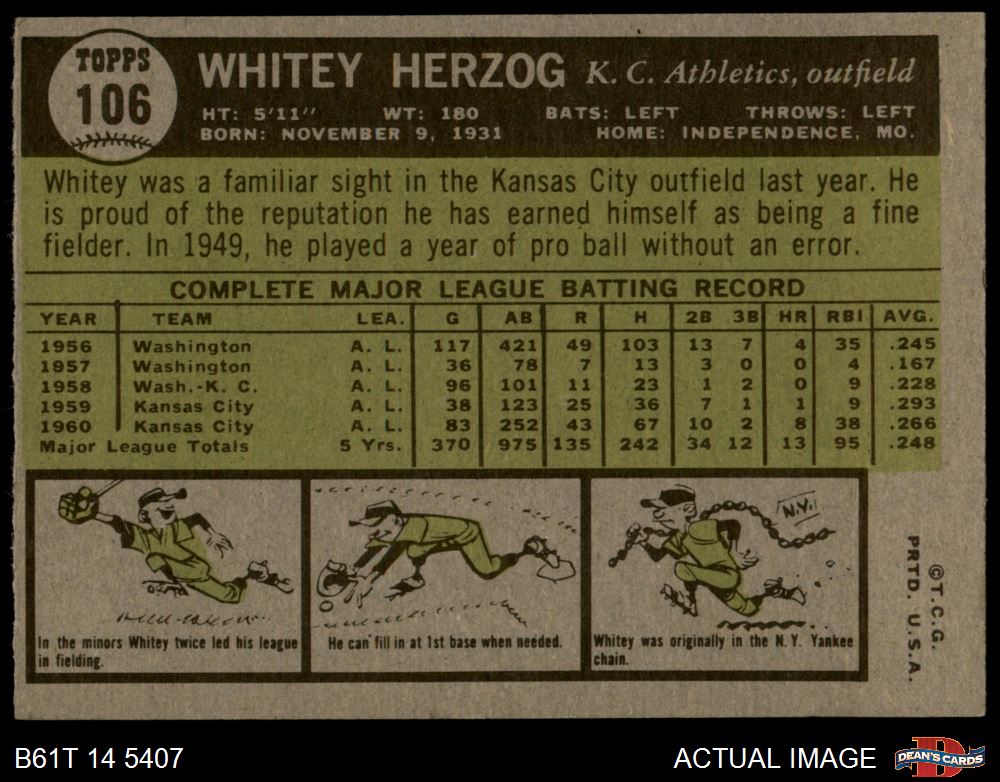 TOPPS
106
WHITEY HERZOG K. C. Athletics, outfield
HT: 5'11" WT: 180 BATS: LEFT THROWS: LEFT
BORN: NOVEMBER 9, 1931 HOME: INDEPENDENCE, MO.
Whitey was a familiar sight in the Kansas City outfield last year. He
is proud of the reputation he has earned himself as being a fine
fielder. In 1949, he played a year of pro ball without an error.
COMPLETE MAJOR LEAGUE BATTING RECORD
YEAR TEAM LEA. G AB R H 2B 3B HR RBI AVG.
1956 Washington A. L. 117 421 49 103 13 7 4 35 .245
1957 Washington A. L. 36 78 7 13 3 0 0 4 .167
1958 Wash.-K. C. A. L. 96 101 11 23 1 2 0 9 .228
1959 Kansas City A. L. 38 123 25 36 7 1 1 9 .293
1960 Kansas City A. L. 83 252 43 67 10 2 8 38 .266
Major League Totals 5 Yrs. 370 975 135 242 34 12 13 95 .248
N.Y.
In the minors Whitey twice led his league
in fielding.
He can fill in at 1st base when needed.
Whitey was originally in the N. Y. Yankee
chain.
©T.C.G.
PRTD. U.S.A.
B61T 14 5407
ACTUAL IMAGE
D
DEAN'S CARDS